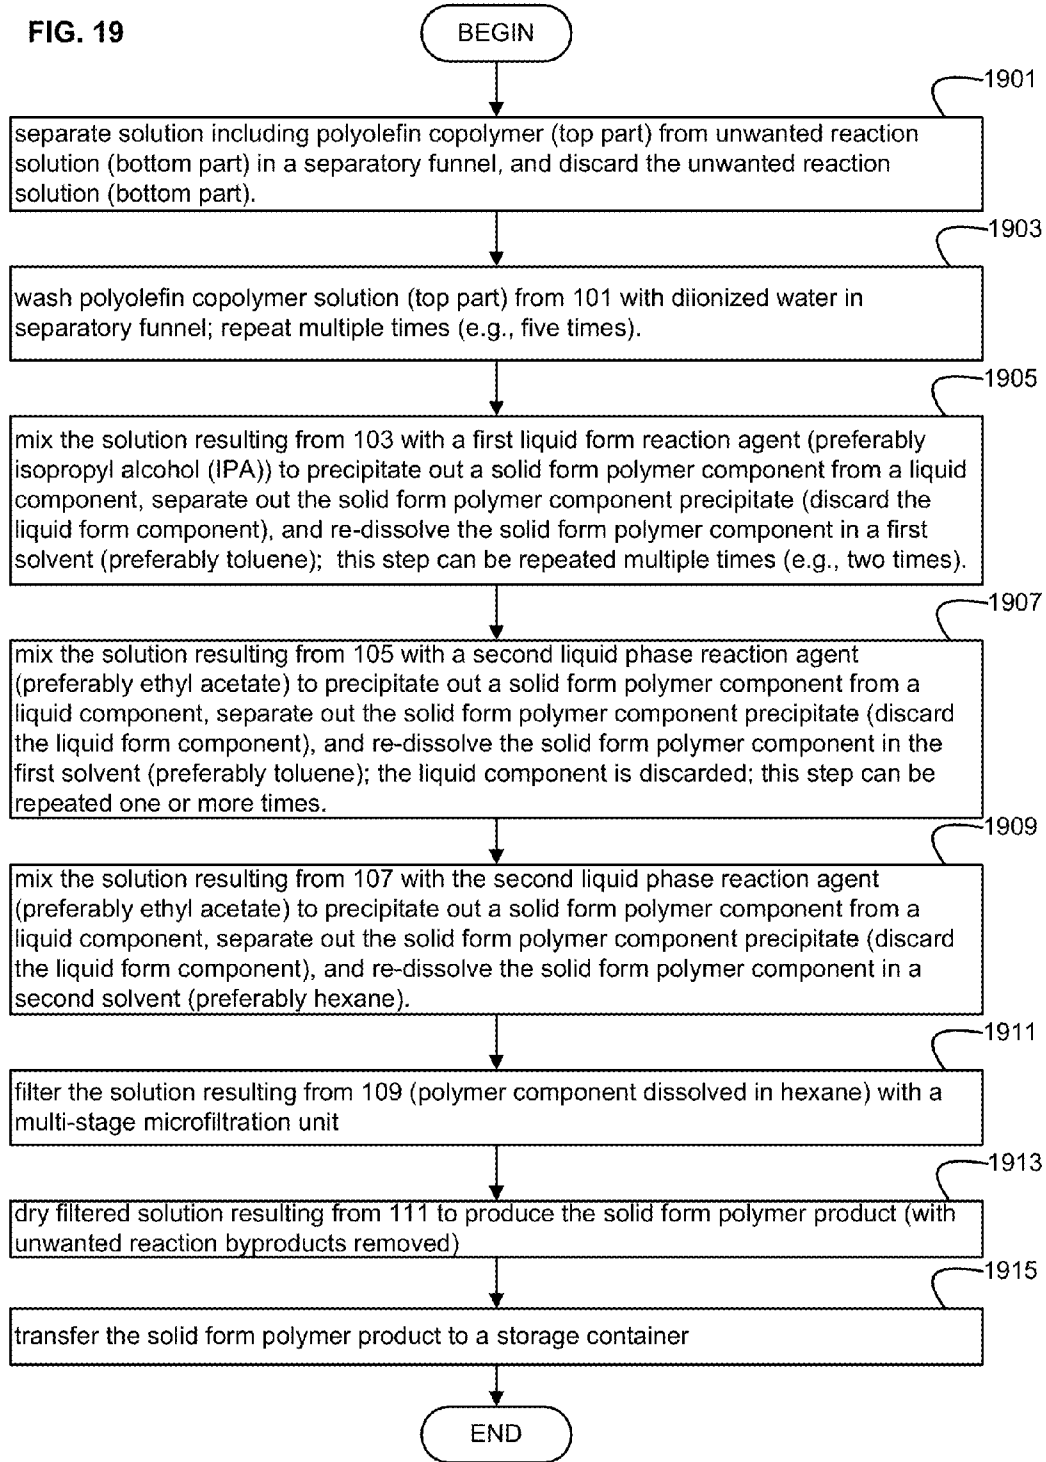 FIG. 19
BEGIN
1901
separate solution including polyolefin copolymer (top part) from unwanted reaction
solution (bottom part) in a separatory funnel, and discard the unwanted reaction
solution (bottom part).
1903
wash polyolefin copolymer solution (top part) from 101 with diionized water in
separatory funnel; repeat multiple times (e.g., five times).
1905
mix the solution resulting from 103 with a first liquid form reaction agent (preferably
isopropyl alcohol (IPA)) to precipitate out a solid form polymer component from a liquid
component, separate out the solid form polymer component precipitate (discard the
liquid form component), and re-dissolve the solid form polymer component in a first
solvent (preferably toluene); this step can be repeated multiple times (e.g., two times).
1907
mix the solution resulting from 105 with a second liquid phase reaction agent
(preferably ethyl acetate) to precipitate out a solid form polymer component from a
liquid component, separate out the solid form polymer component precipitate (discard
the liquid form component), and re-dissolve the solid form polymer component in the
first solvent (preferably toluene); the liquid component is discarded; this step can be
repeated one or more times.
1909
mix the solution resulting from 107 with the second liquid phase reaction agent
(preferably ethyl acetate) to precipitate out a solid form polymer component from a
liquid component, separate out the solid form polymer component precipitate (discard
the liquid form component), and re-dissolve the solid form polymer component in a
second solvent (preferably hexane).
1911
filter the solution resulting from 109 (polymer component dissolved in hexane) with a
multi-stage microfiltration unit
1913
dry filtered solution resulting from 111 to produce the solid form polymer product (with
unwanted reaction byproducts removed)
1915
transfer the solid form polymer product to a storage container
END